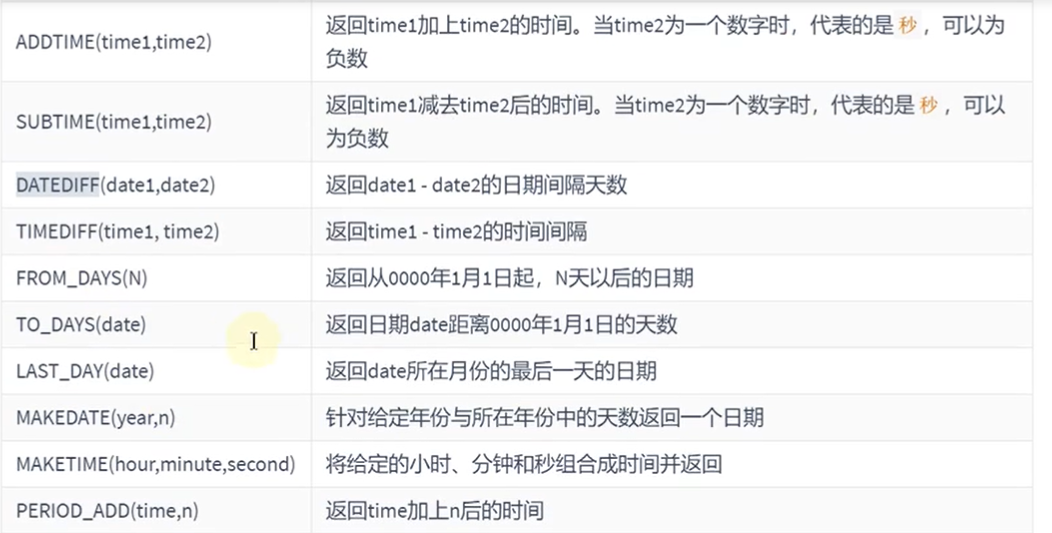 ADDTIME(time1,time2)
返回time1加上time2的时间。当time2为一个数字时，代表的是 秒 ，可以为
负数
SUBTIME(time1,time2)
返回time1减去time2后的时间。当time2为一个数字时，代表的是 秒 ，可以
为负数
DATEDIFF(date1,date2)
返回date1 - date2的日期间隔天数
TIMEDIFF(time1, time2)
返回time1 - time2的时间间隔
FROM_DAYS(N)
返回从0000年1月1日起，N天以后的日期
TO_DAYS(date)
返回日期date距离0000年1月1日的天数
LAST_DAY(date)
返回date所在月份的最后一天的日期
MAKEDATE(year,n)
针对给定年份与所在年份中的天数返回一个日期
MAKETIME(hour,minute,second)
将给定的小时、分钟和秒组合成时间并返回
PERIOD_ADD(time,n)
返回time加上n后的时间